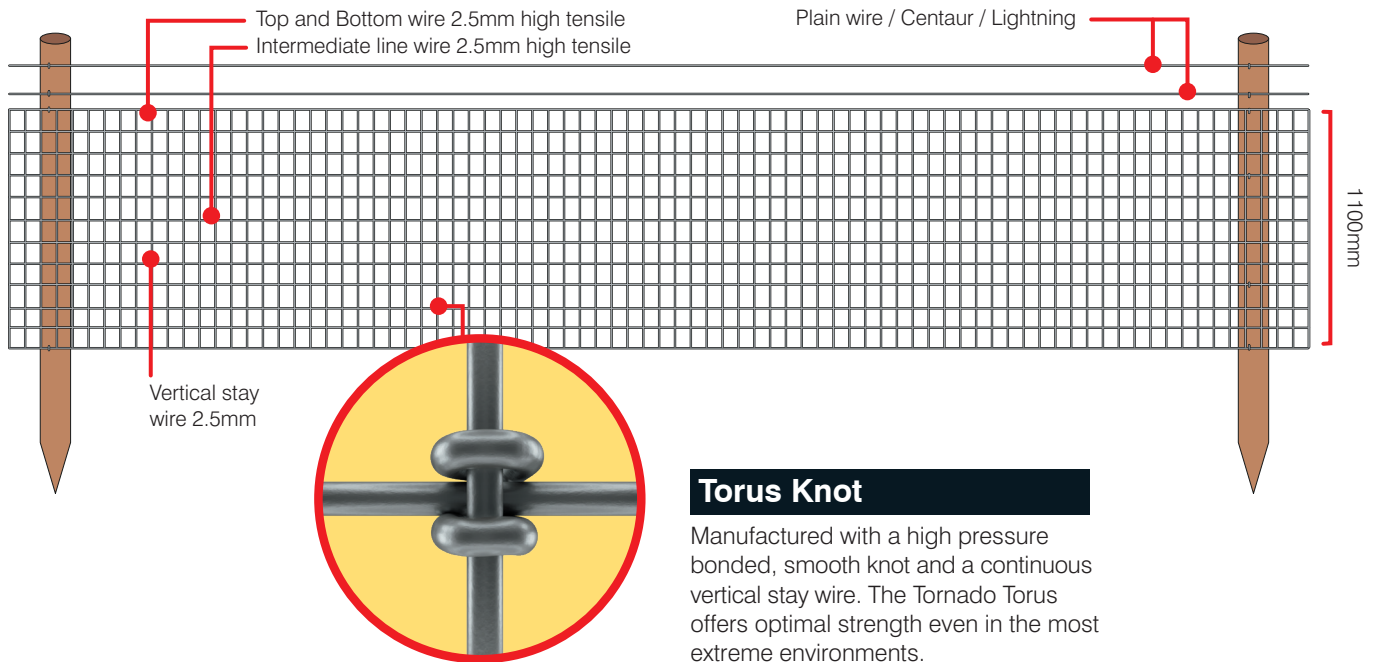 Top and Bottom wire 2.5mm high tensile
Intermediate line wire 2.5mm high tensile
Plain wire / Centaur / Lightning
1100mm
Vertical stay
wire 2.5mm
Torus Knot
Manufactured with a high pressure
bonded, smooth knot and a continuous
vertical stay wire. The Tornado Torus
offers optimal strength even in the most
extreme environments.